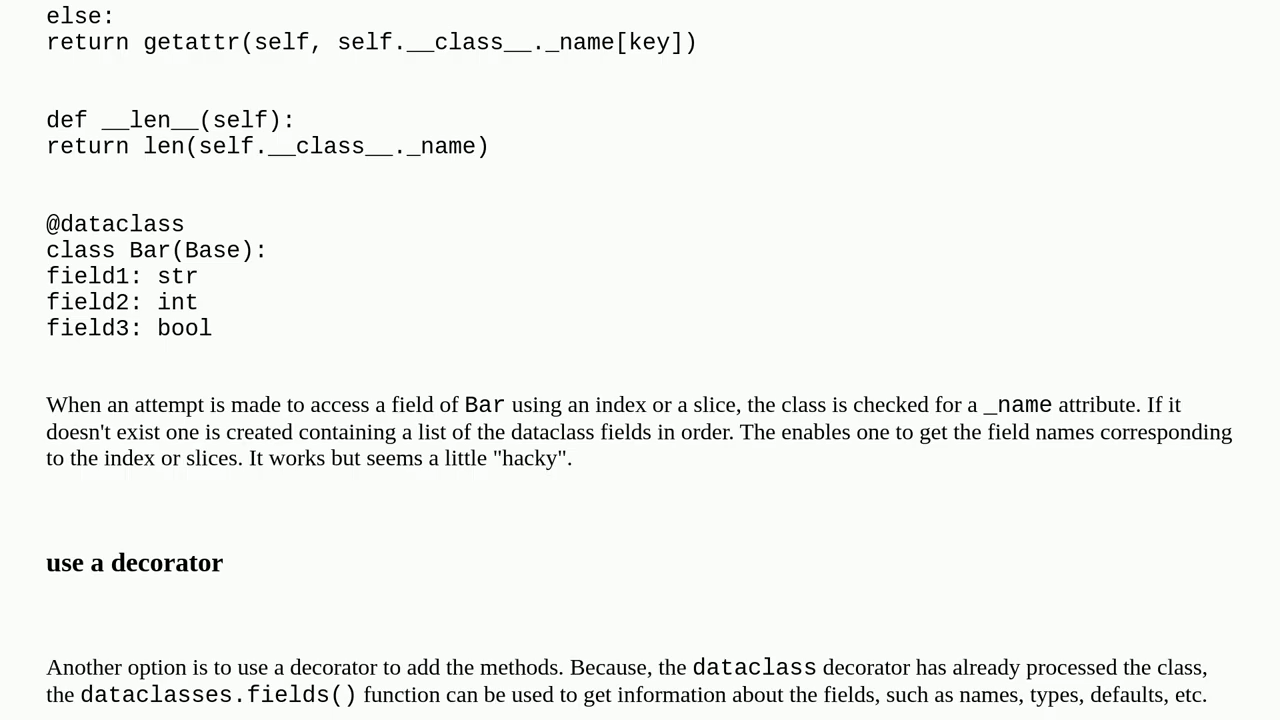 else:
return getattr(self, self.__class__._name[key])
def __len__(self):
return len(self.__class__._name)
@dataclass
class Bar(Base):
field1: str
field2: int
field3: bool
When an attempt is made to access a field of Bar using an index or a slice, the class is checked for a _name attribute. If it
doesn't exist one is created containing a list of the dataclass fields in order. The enables one to get the field names corresponding
to the index or slices. It works but seems a little "hacky".
use a decorator
Another option is to use a decorator to add the methods. Because, the dataclass decorator has already processed the class,
the dataclasses.fields() function can be used to get information about the fields, such as names, types, defaults, etc.